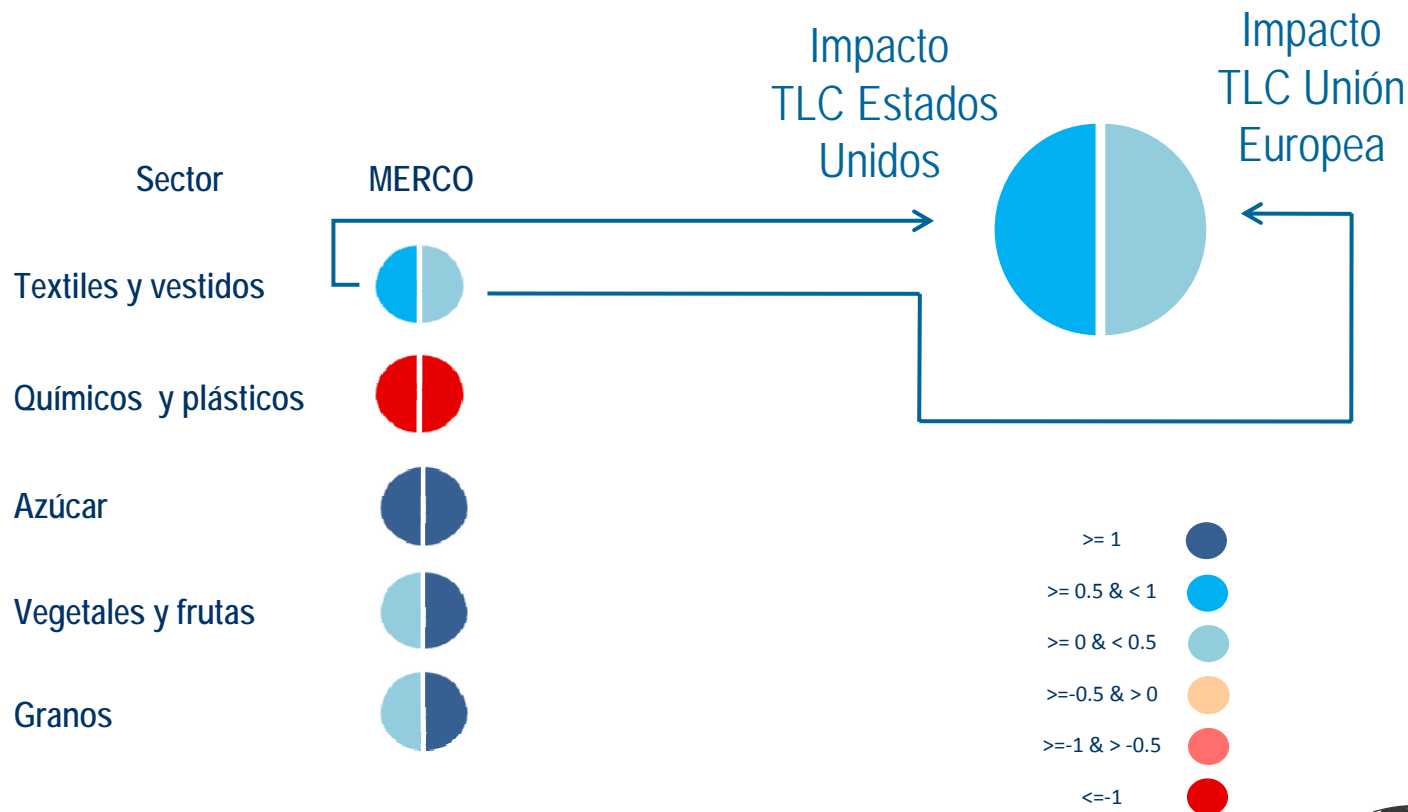 Impacto
TLC Estados
Unidos
Impacto
TLC Unión
Europea
Sector
MERCO
Textiles y vestidos
Químicos y plásticos
Azúcar
Vegetales y frutas
Granos
>= 1
>= 0.5 & < 1
>= 0 & < 0.5
>=-0.5 & > 0
>=-1 & > -0.5
<=-1